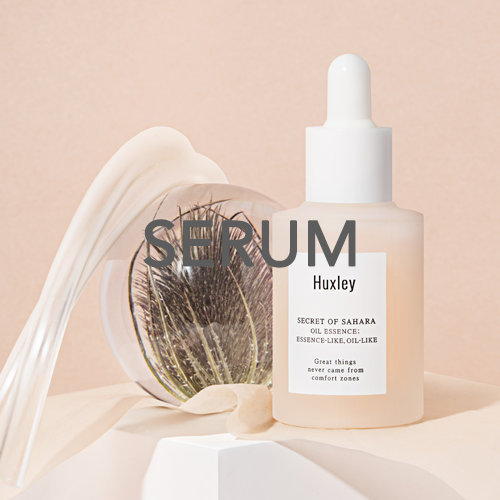 SERUM
Huxley
SECRET OF SAHARA
OIL ESSENCE;
ESSENCE-LIKE, OIL-LIKE
Great things
never came from
comfort zones